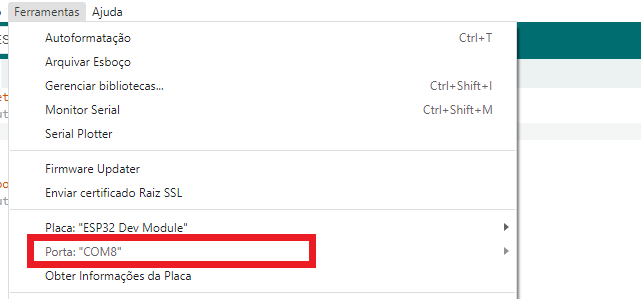 Ferramentas Ajuda
Autoformatação Ctrl+T
Arquivar Esboço
Gerenciar bibliotecas... Ctrl+Shift+I
Monitor Serial Ctrl+Shift+M
Serial Plotter
Firmware Updater
Enviar certificado Raiz SSL
Placa: "ESP32 Dev Module"
Porta: "COM8"
Obter Informações da Placa